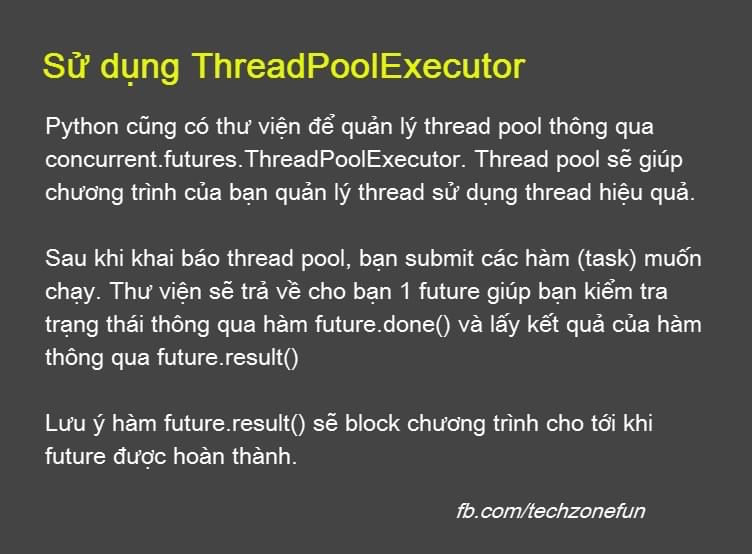 Sử dụng ThreadPoolExecutor
Python cũng có thư viện để quản lý thread pool thông qua
concurrent.futures.ThreadPoolExecutor. Thread pool sẽ giúp
chương trình của bạn quản lý thread sử dụng thread hiệu quả.
Sau khi khai báo thread pool, bạn submit các hàm (task) muốn
chạy. Thư viện sẽ trả về cho bạn 1 future giúp bạn kiểm tra
trạng thái thông qua hàm future.done() và lấy kết quả của hàm
thông qua future.result()
Lưu ý hàm future.result() sẽ block chương trình cho tới khi
future được hoàn thành.
fb.com/techzonefun